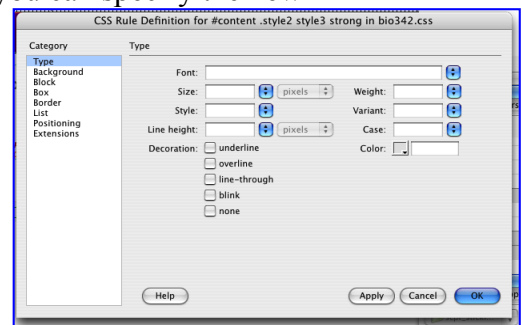 CSS Rule Definition for #content .style2 style3 strong in bio342.css
Category
Type
Background
Block
Box
Border
List
Positioning
Extensions
Type
Font:
Size: pixels Weight:
Style: Variant:
Line height: pixels Case:
Decoration: underline Color:
overline
line-through
blink
none
Help Apply Cancel OK